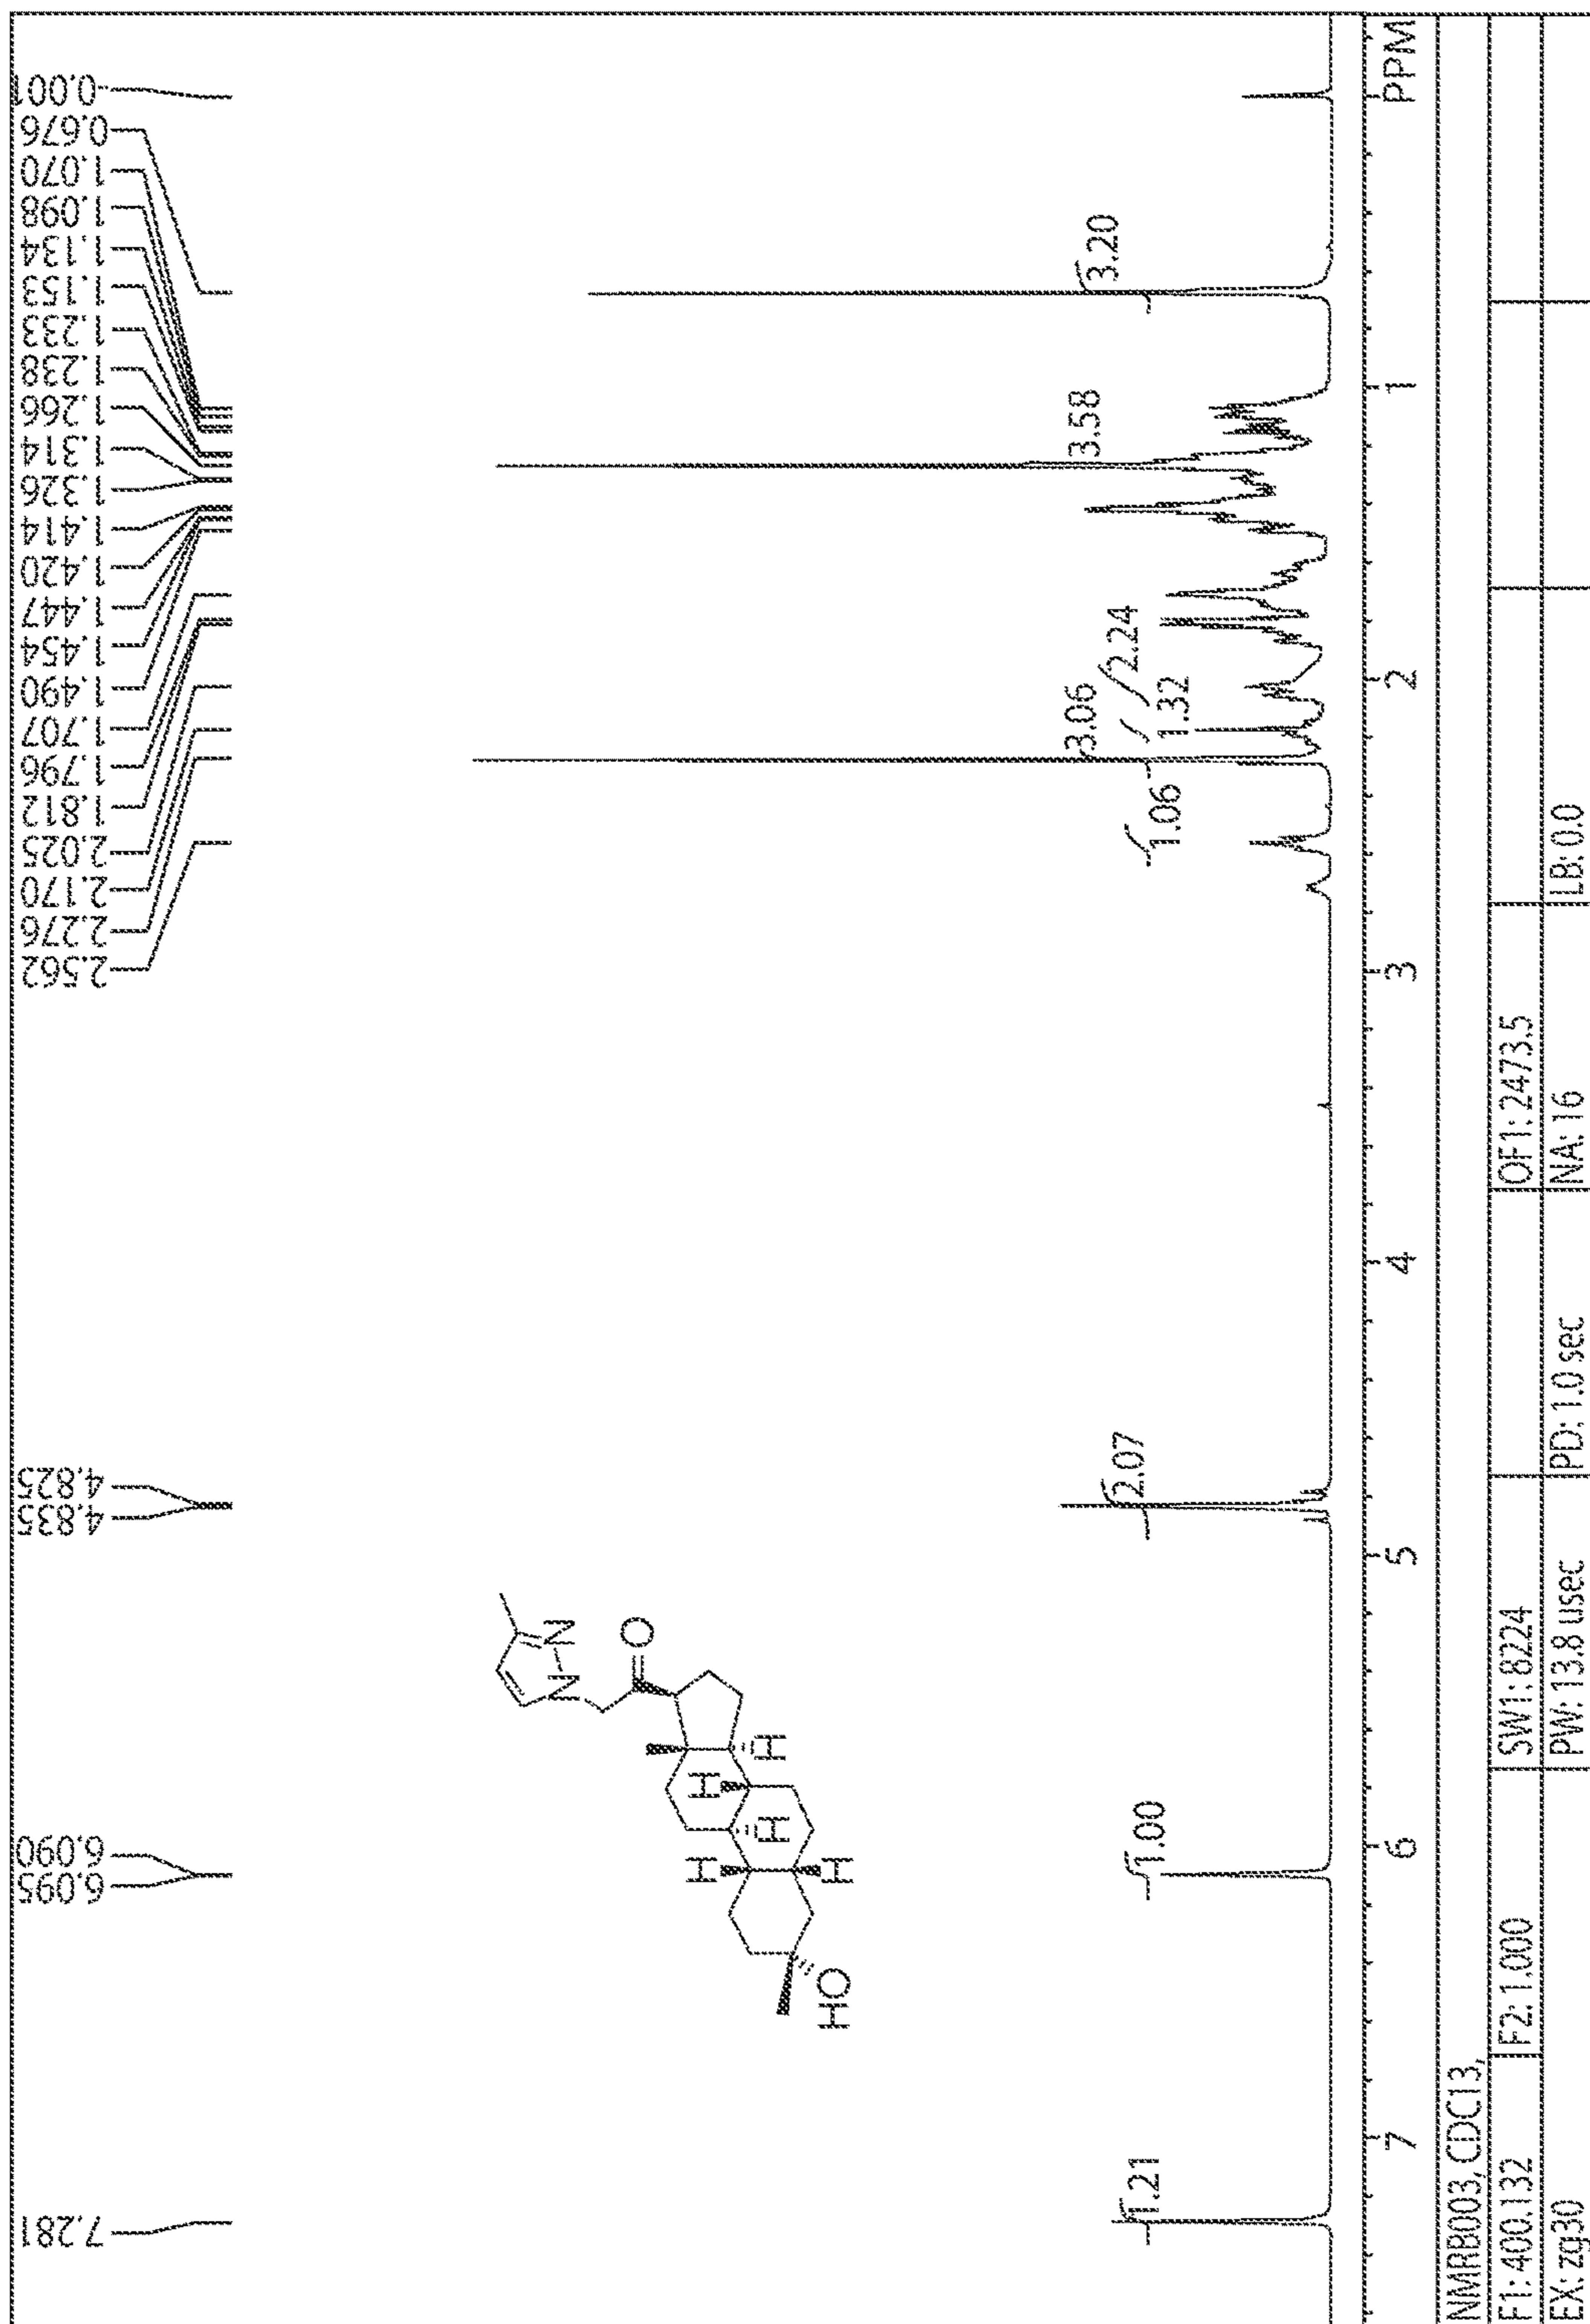 7.281
6.095
6.090
4.835
4.825
2.562
2.276
2.170
2.025
1.812
1.796
1.707
1.490
1.454
1.447
1.420
1.414
1.326
1.314
1.266
1.238
1.233
1.153
1.134
1.098
1.070
0.676
-0.001
N
N
O
H
H
H
H
H
HO
1.21
1.00
2.07
1.06
3.06
1.32
2.24
3.58
3.20
7 6 5 4 3 2 1 PPM
NMRB003, CDC13,
F1: 400.132 F2: 1.000 SW1: 8224 OF1: 2473.5
EX: zg30 PW: 13.8 usec PD: 1.0 sec NA: 16 LB: 0.0